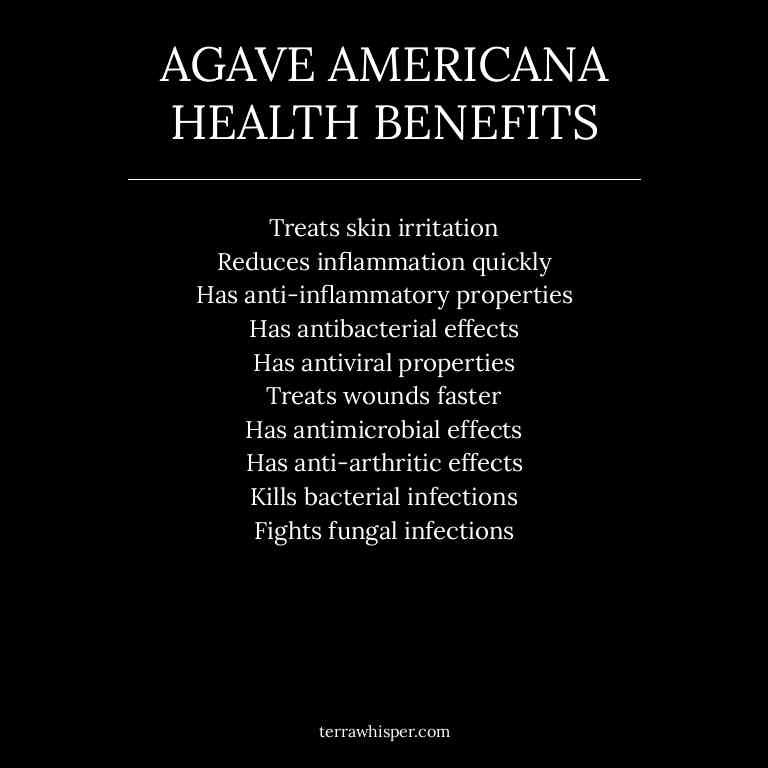 AGAVE AMERICANA
HEALTH BENEFITS
Treats skin irritation
Reduces inflammation quickly
Has anti-inflammatory properties
Has antibacterial effects
Has antiviral properties
Treats wounds faster
Has antimicrobial effects
Has anti-arthritic effects
Kills bacterial infections
Fights fungal infections
terrawhisper.com